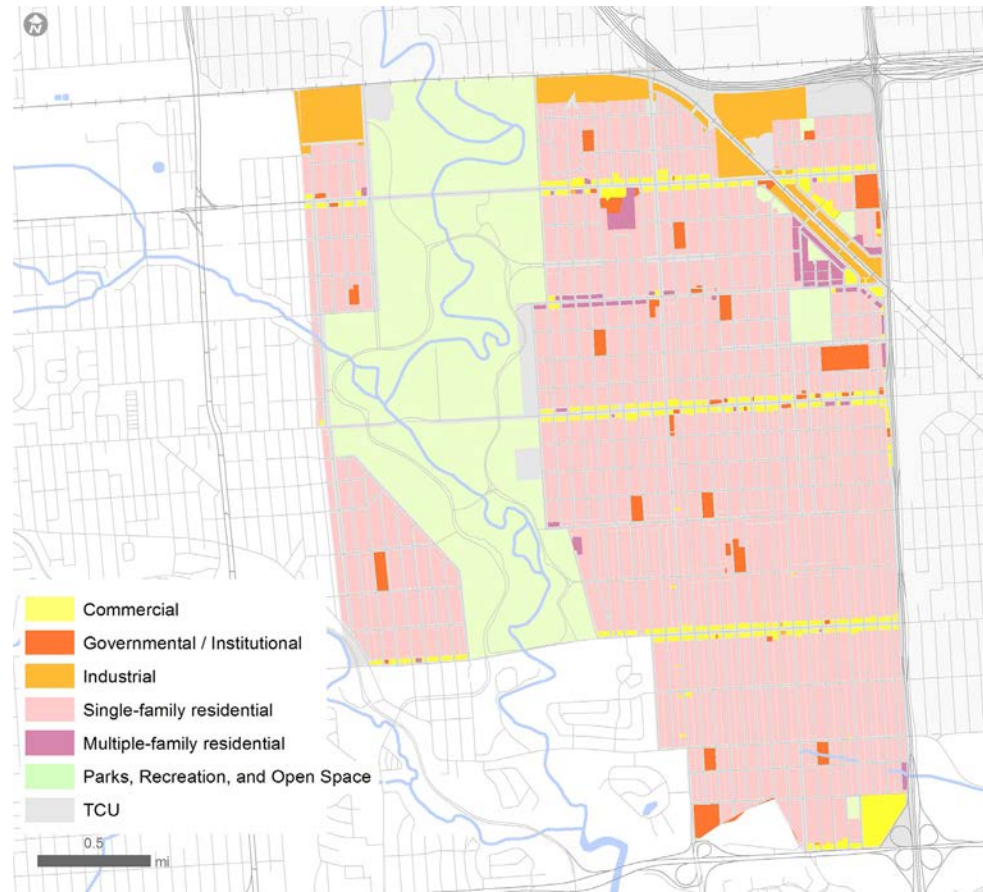 N
Commercial
Governmental / Institutional
Industrial
Single-family residential
Multiple-family residential
Parks, Recreation, and Open Space
TCU
0.5
mi